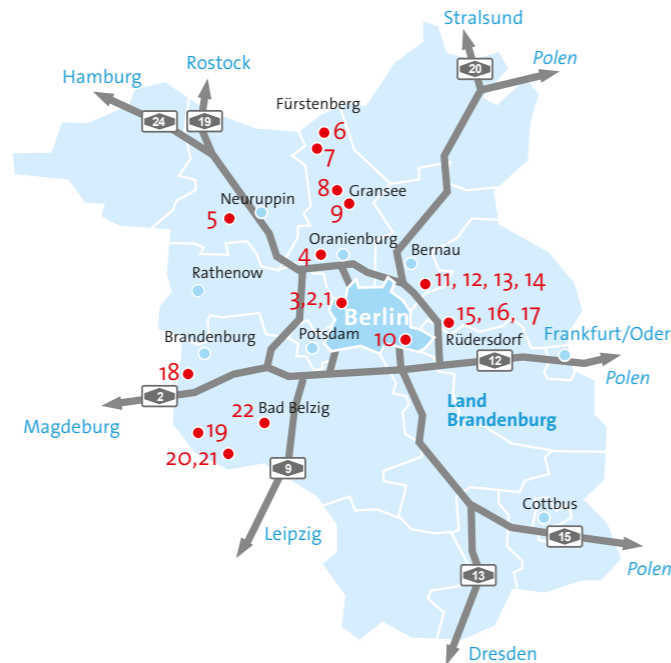 Stralsund
20
Polen
Rostock
Hamburg
24
19
Fürstenberg
6
7
8
Gransee
9
Neuruppin
5
Oranienburg
4
Bernau
11, 12, 13, 14
Rathenow
3,2,1
Berlin
15, 16, 17
Brandenburg
Potsdam
10
Rüdersdorf
Frankfurt/Oder
12
Polen
18
2
Magdeburg
Land
Brandenburg
22
Bad Belzig
19
20,21
9
Leipzig
Cottbus
15
Polen
13
Dresden